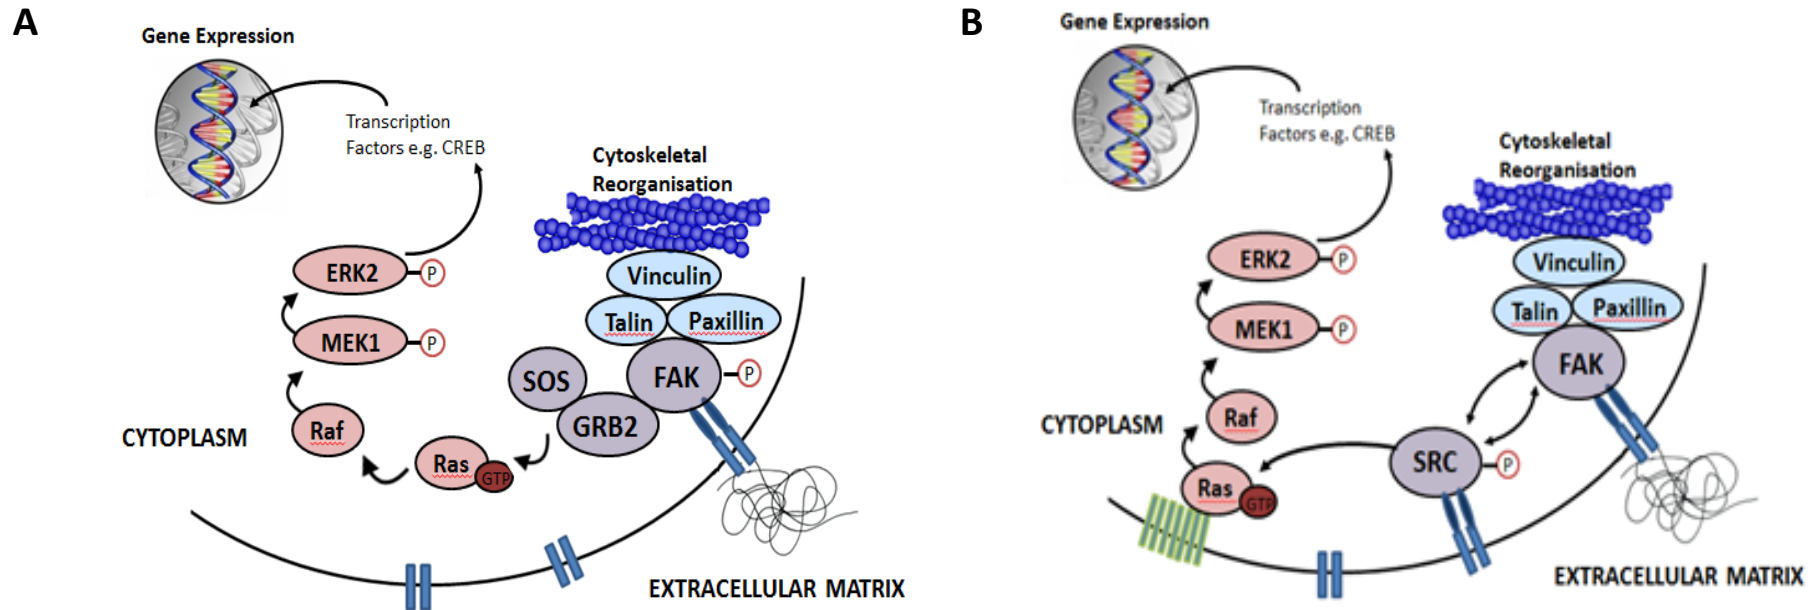 A
Gene Expression
Transcription
Factors e.g. CREB
Cytoskeletal
Reorganisation
Vinculin
ERK2
P
Talin
Paxillin
MEK1
P
SOS
FAK
P
GRB2
Raf
CYTOPLASM
Ras
GTP
EXTRACELLULAR MATRIX
B
Gene Expression
Transcription
Factors e.g. CREB
Cytoskeletal
Reorganisation
Vinculin
ERK2
P
Talin
Paxillin
MEK1
P
FAK
Raf
CYTOPLASM
SRC
P
Ras
GTP
EXTRACELLULAR MATRIX